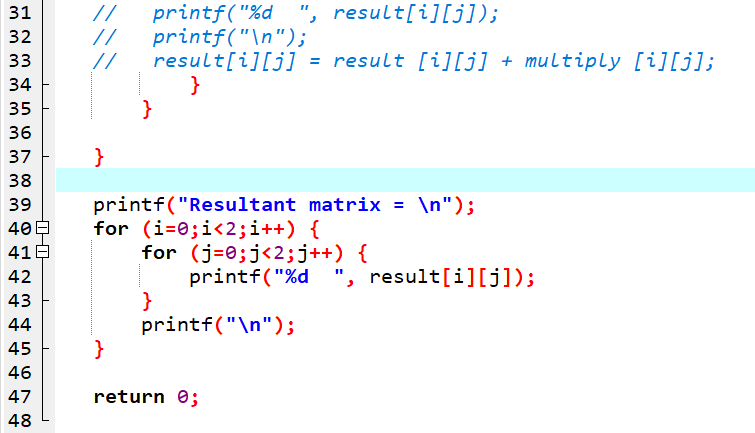 31 //   printf("%d  ", result[i][j]);
32 //   printf("\n");
33 //   result[i][j] = result [i][j] + multiply [i][j];
34         }
35     }
36
37 }
38
39 printf("Resultant matrix = \n");
40 for (i=0;i<2;i++) {
41     for (j=0;j<2;j++) {
42         printf("%d  ", result[i][j]);
43     }
44     printf("\n");
45 }
46
47 return 0;
48